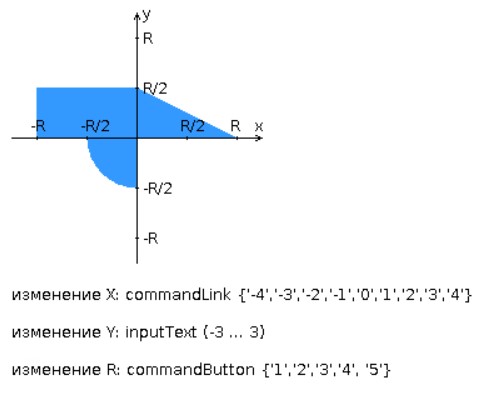 y
R
R/2
-R -R/2 R/2 R x
-R/2
-R
изменение X: commandLink {'-4','-3','-2','-1','0','1','2','3','4'}
изменение Y: inputText (-3 ... 3)
изменение R: commandButton {'1','2','3','4', '5'}